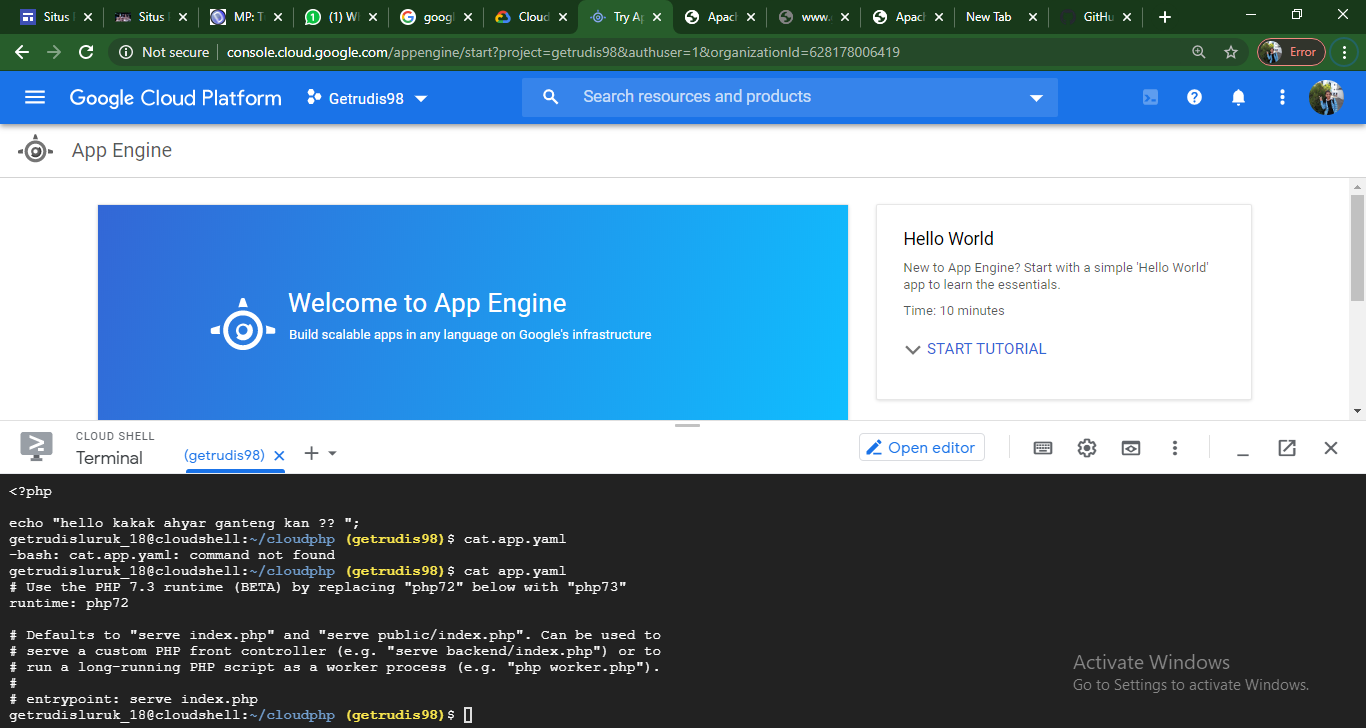 Situs
Situs
MP: T
(1) W
googl
Cloud
Try A
Apac
www.
Apac
New Tab
GitHu
Not secure
console.cloud.google.com/appengine/start?project=getrudis98&authuser=1&organizationId=628178006419
Error
Google Cloud Platform
Getrudis98
Search resources and products
App Engine
Welcome to App Engine
Build scalable apps in any language on Google's infrastructure
Hello World
New to App Engine? Start with a simple 'Hello World'
app to learn the essentials.
Time: 10 minutes
START TUTORIAL
CLOUD SHELL
Terminal
(getrudis98)
Open editor
<?php
echo "hello kakak ahyar ganteng kan ?? ";
getrudisluruk_18@cloudshell:~/cloudphp (getrudis98)$ cat.app.yaml
-bash: cat.app.yaml: command not found
getrudisluruk_18@cloudshell:~/cloudphp (getrudis98)$ cat app.yaml
# Use the PHP 7.3 runtime (BETA) by replacing "php72" below with "php73"
runtime: php72
# Defaults to "serve index.php" and "serve public/index.php". Can be used to
# serve a custom PHP front controller (e.g. "serve backend/index.php") or to
# run a long-running PHP script as a worker process (e.g. "php worker.php").
#
# entrypoint: serve index.php
getrudisluruk_18@cloudshell:~/cloudphp (getrudis98)$
Activate Windows
Go to Settings to activate Windows.